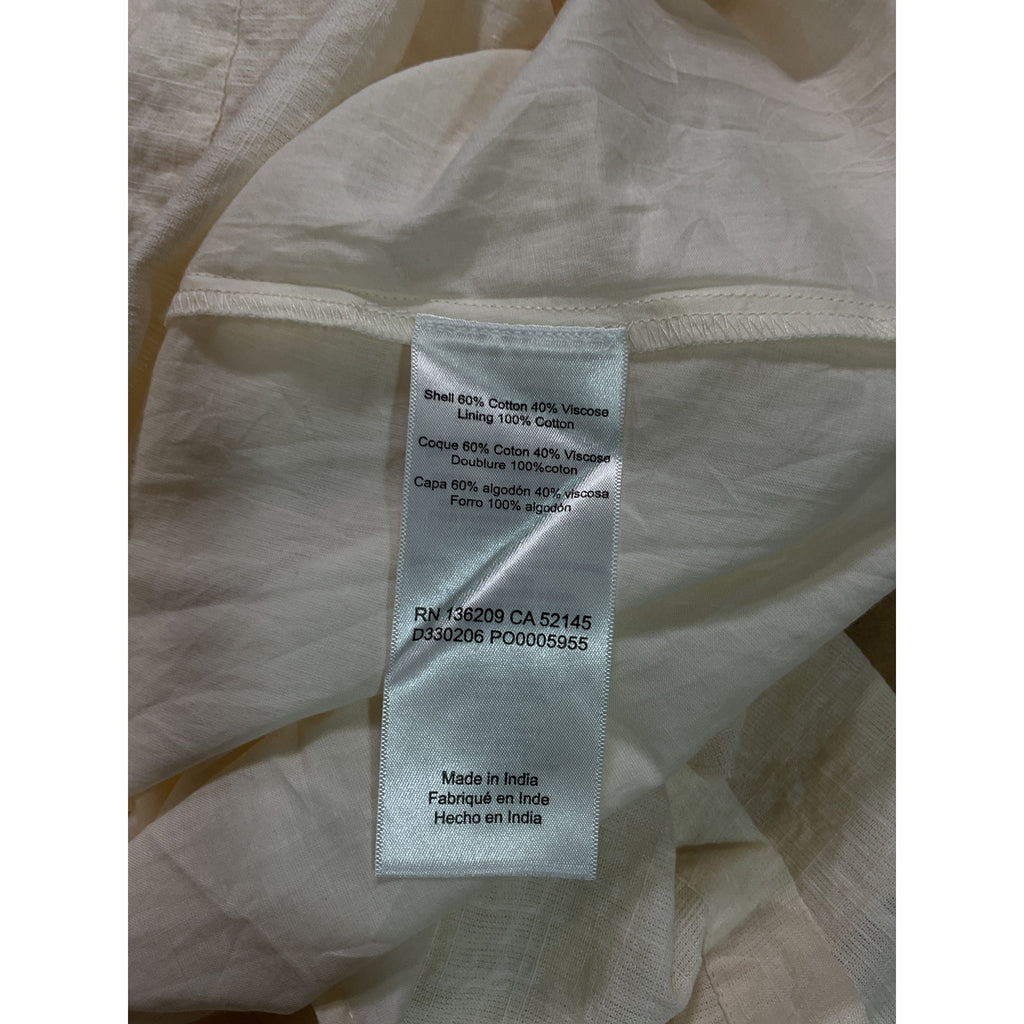 Shell 60% Cotton 40% Viscose
Lining 100% Cotton
Coque 60% Coton 40% Viscose
Doublure 100%coton
Capa 60% algodón 40% viscosa
Forro 100% algodón
RN 136209 CA 52145
D330206 PO0005955
Made in India
Fabriqué en Inde
Hecho en India